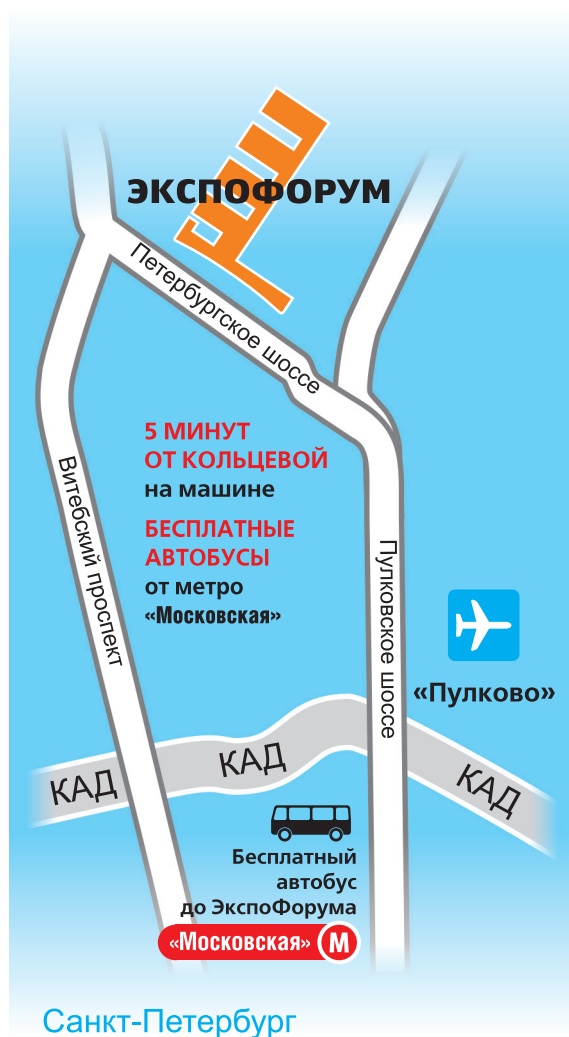 ЭКСПОФОРУМ
Петербургское шоссе
5 МИНУТ
ОТ КОЛЬЦЕВОЙ
на машине
БЕСПЛАТНЫЕ
АВТОБУСЫ
от метро
«Московская»
Витебский проспект
Пулковское шоссе
«Пулково»
КАД
КАД
КАД
Бесплатный
автобус
до ЭкспоФорума
«Московская» М
Санкт-Петербург